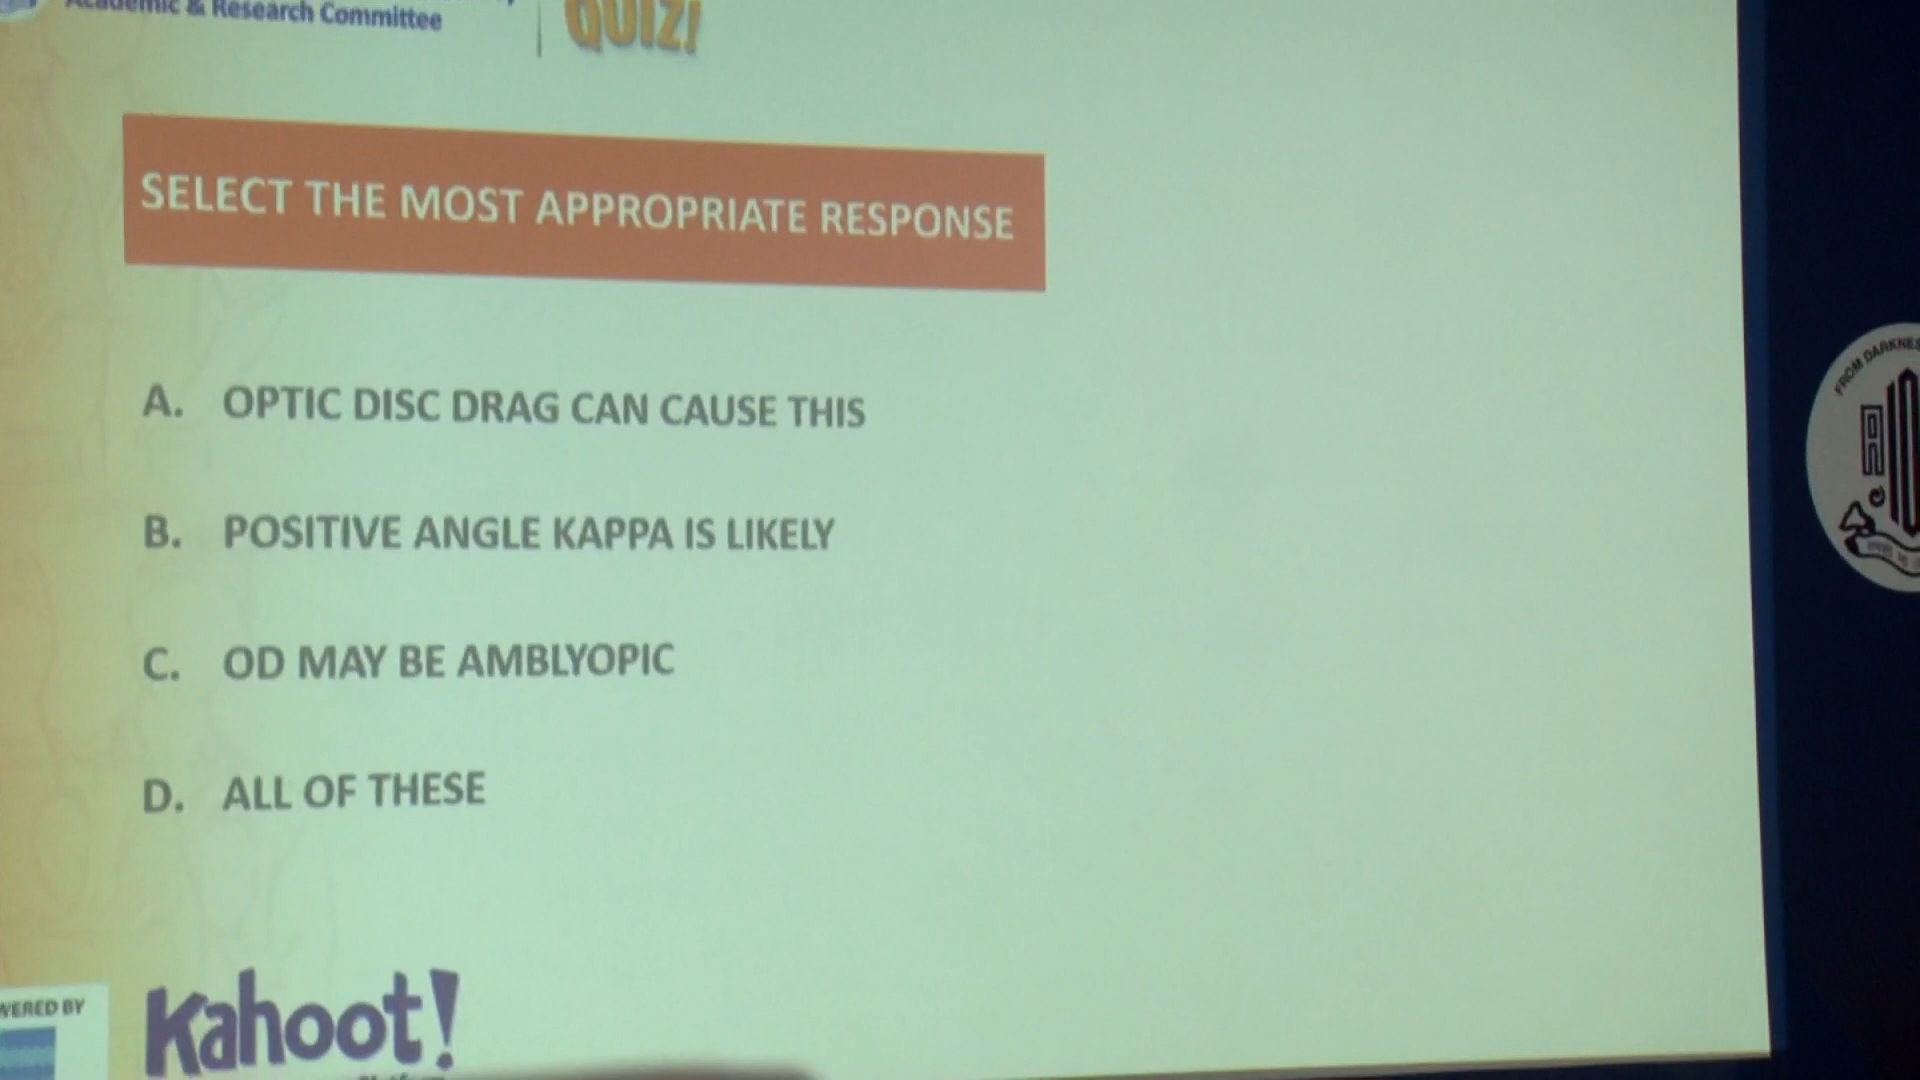 Academic & Research Committee
QUIZ!
SELECT THE MOST APPROPRIATE RESPONSE
A. OPTIC DISC DRAG CAN CAUSE THIS
B. POSITIVE ANGLE KAPPA IS LIKELY
C. OD MAY BE AMBLYOPIC
D. ALL OF THESE
WERED BY
Kahoot!
FROM DARKNES